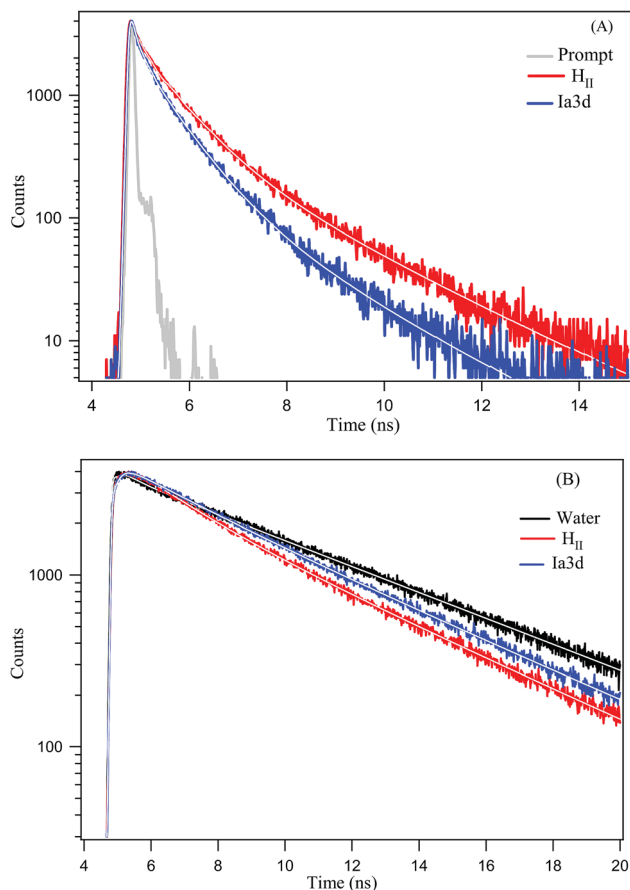 (A)
Prompt
H_II
Ia3d
1000
100
10
Counts
4 6 8 10 12 14
Time (ns)
(B)
Water
H_II
Ia3d
1000
100
Counts
4 6 8 10 12 14 16 18 20
Time (ns)